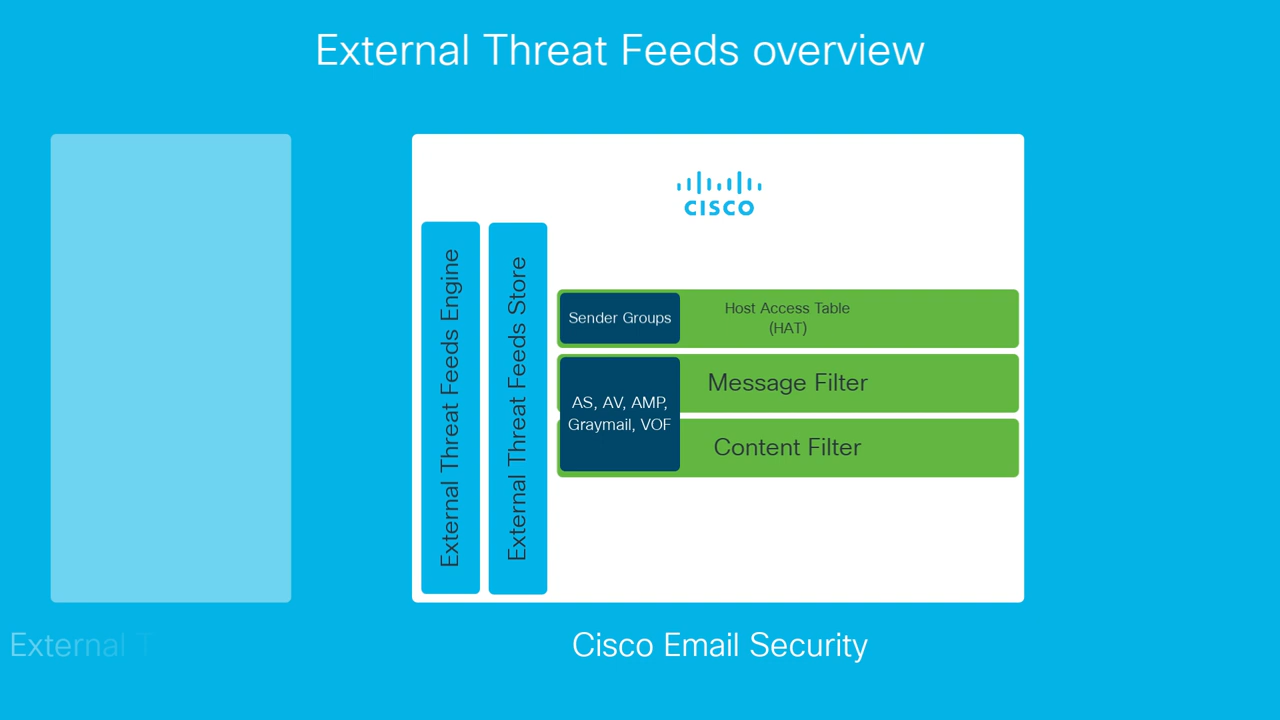 External Threat Feeds overview
CISCO
External Threat Feeds Engine
External Threat Feeds Store
Sender Groups
Host Access Table
(HAT)
AS, AV, AMP,
Graymail, VOF
Message Filter
Content Filter
External T
Cisco Email Security